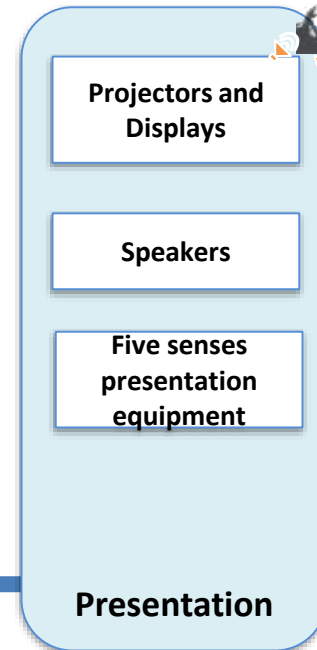 Projectors and
Displays
Speakers
Five senses
presentation
equipment
Presentation